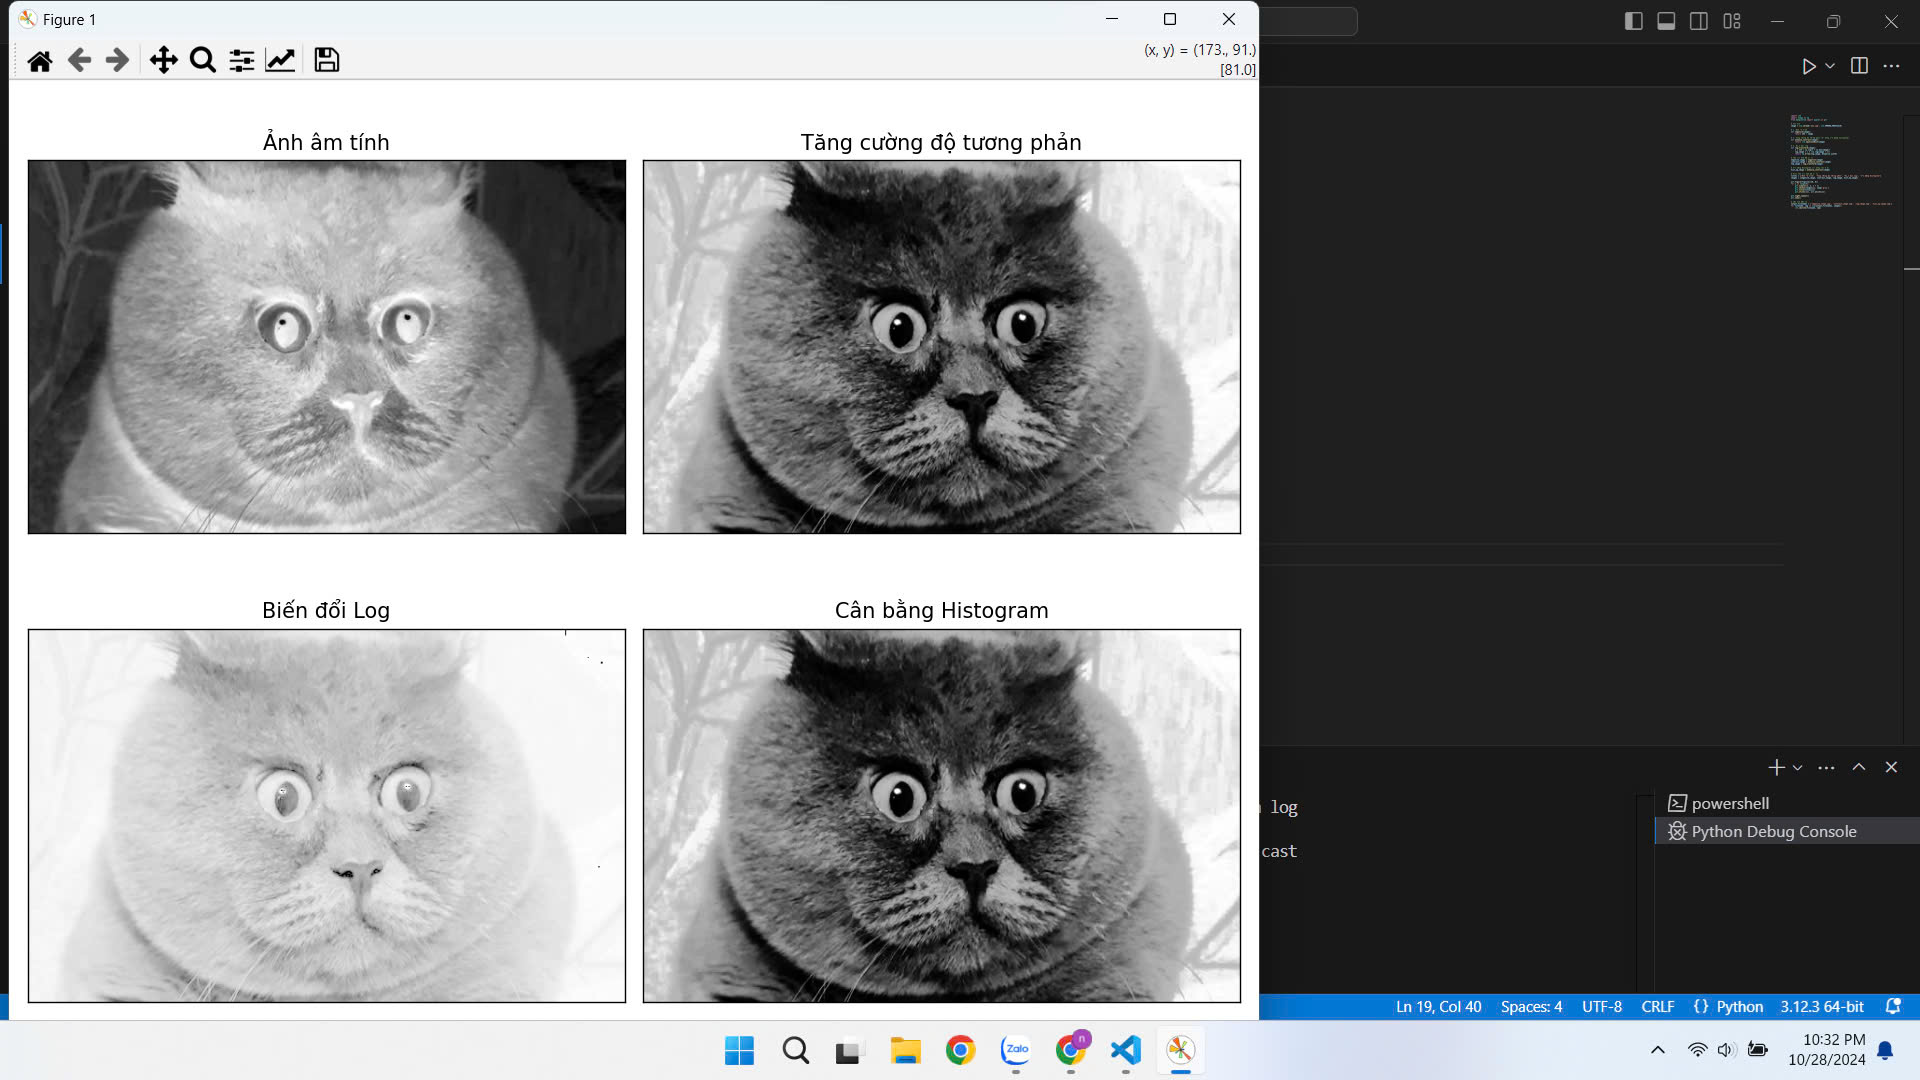 Figure 1
(x, y) = (173., 91.)
[81.0]
Ảnh âm tính
Tăng cường độ tương phản
Biến đổi Log
Cân bằng Histogram
log
cast
powershell
Python Debug Console
Ln 19, Col 40 Spaces: 4 UTF-8 CRLF {} Python 3.12.3 64-bit
Zalo
n
10:32 PM
10/28/2024